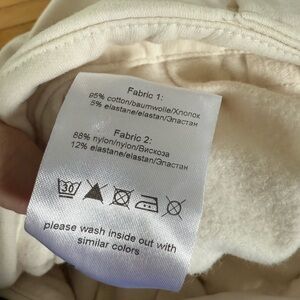 Fabric 1:
95% cotton/baumwolle/Хлопок
5% elastane/elastan/Эластан
Fabric 2:
88% nylon/nylon/Вискоза
12% elastane/elastan/Эластан
30
please wash inside out with
similar colors